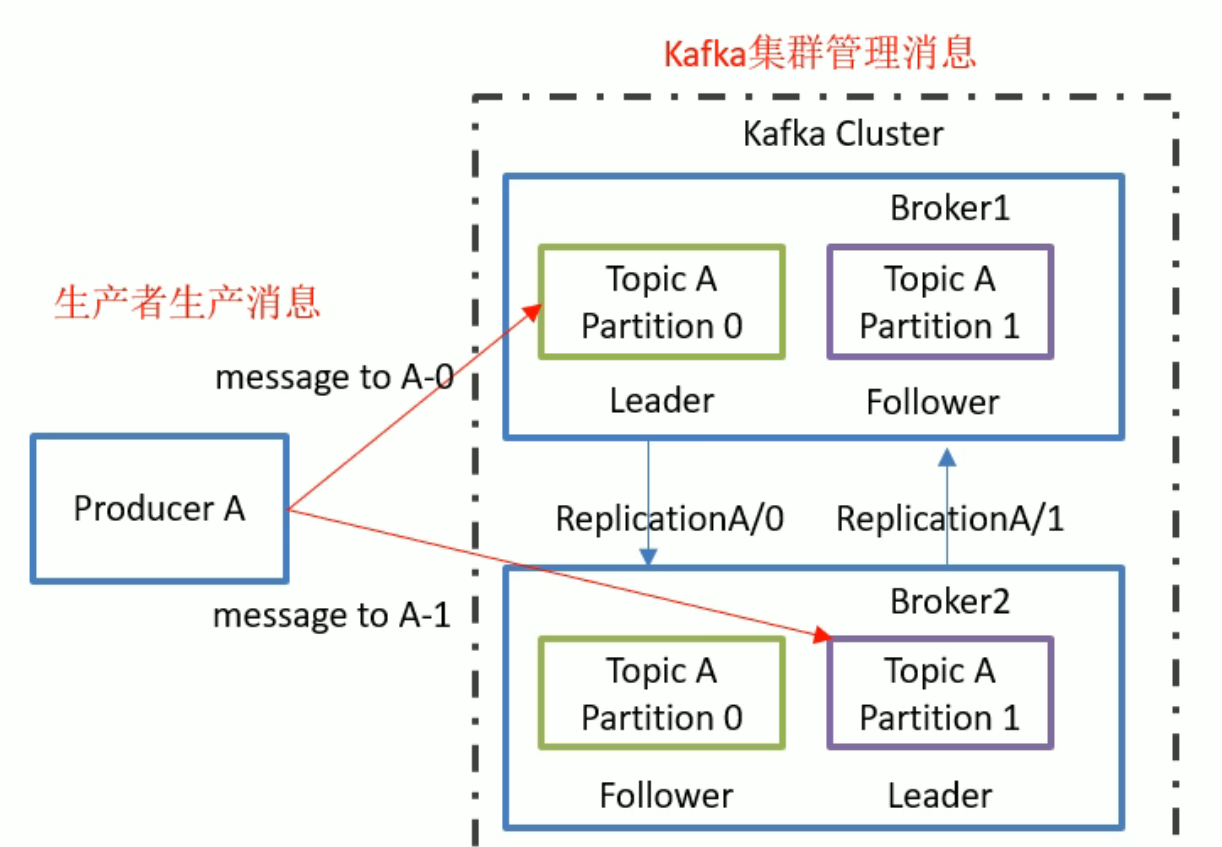 Kafka集群管理消息
Kafka Cluster
Broker1
Topic A
Partition 0
Topic A
Partition 1
Leader
Follower
生产者生产消息
message to A-0
Producer A
message to A-1
ReplicationA/0
ReplicationA/1
Broker2
Topic A
Partition 0
Topic A
Partition 1
Follower
Leader